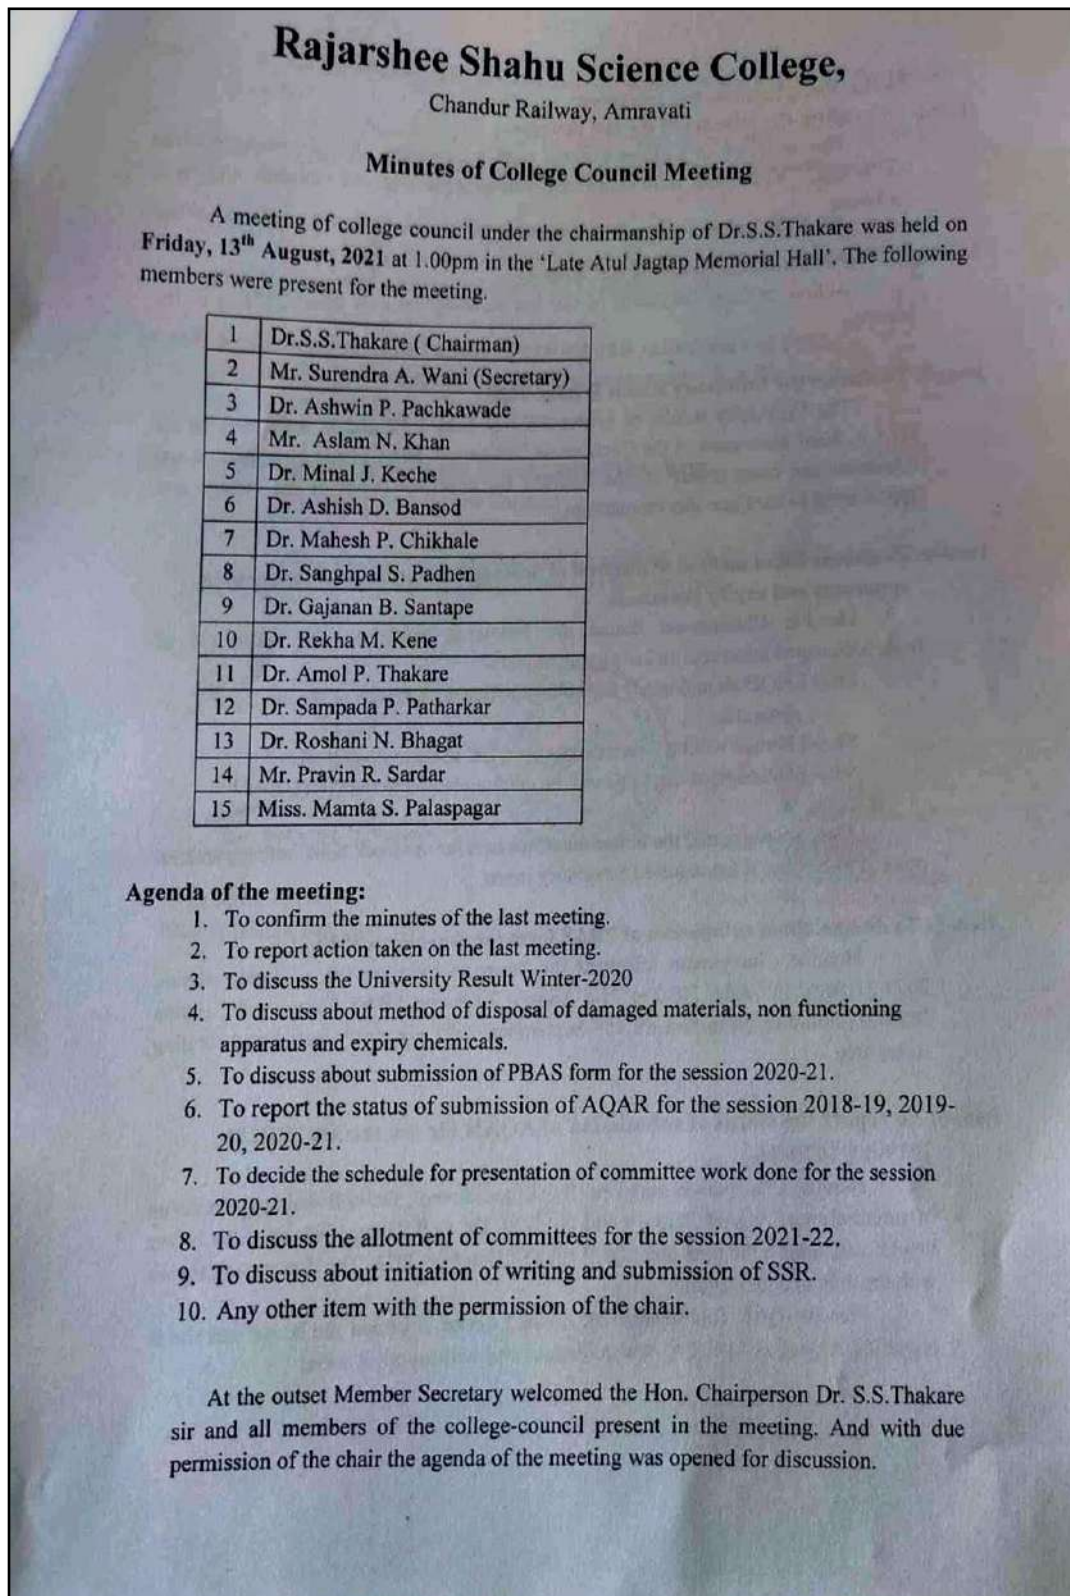 Rajarshee Shahu Science College,
Chandur Railway, Amravati
Minutes of College Council Meeting
A meeting of college council under the chairmanship of Dr.S.S.Thakare was held on
Friday, 13th August, 2021 at 1.00pm in the ‘Late Atul Jagtap Memorial Hall’. The following
members were present for the meeting.
1 Dr.S.S.Thakare ( Chairman)
2 Mr. Surendra A. Wani (Secretary)
3 Dr. Ashwin P. Pachkawade
4 Mr. Aslam N. Khan
5 Dr. Minal J. Keche
6 Dr. Ashish D. Bansod
7 Dr. Mahesh P. Chikhale
8 Dr. Sanghpal S. Padhen
9 Dr. Gajanan B. Santape
10 Dr. Rekha M. Kene
11 Dr. Amol P. Thakare
12 Dr. Sampada P. Patharkar
13 Dr. Roshani N. Bhagat
14 Mr. Pravin R. Sardar
15 Miss. Mamta S. Palaspagar
Agenda of the meeting:
1. To confirm the minutes of the last meeting.
2. To report action taken on the last meeting.
3. To discuss the University Result Winter-2020
4. To discuss about method of disposal of damaged materials, non functioning
apparatus and expiry chemicals.
5. To discuss about submission of PBAS form for the session 2020-21.
6. To report the status of submission of AQAR for the session 2018-19, 2019-
20, 2020-21.
7. To decide the schedule for presentation of committee work done for the session
2020-21.
8. To discuss the allotment of committees for the session 2021-22.
9. To discuss about initiation of writing and submission of SSR.
10. Any other item with the permission of the chair.
At the outset Member Secretary welcomed the Hon. Chairperson Dr. S.S.Thakare
sir and all members of the college-council present in the meeting. And with due
permission of the chair the agenda of the meeting was opened for discussion.